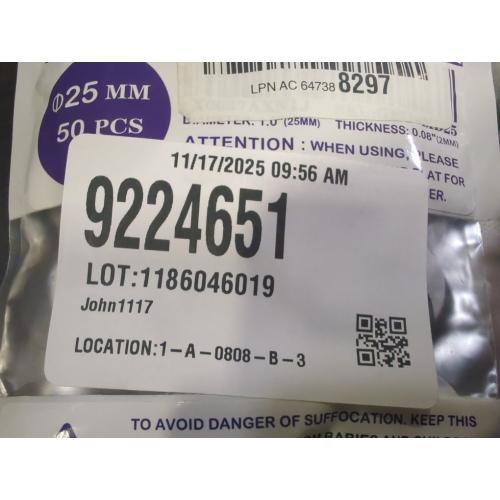 Φ25 MM
50 PCS
LPN AC 64738 8297
DIAMETER: 1.0"(25MM) THICKNESS: 0.08"(2MM)
ATTENTION : WHEN USING, PLEASE
AT FOR
11/17/2025 09:56 AM
9224651
LOT:1186046019
John1117
LOCATION:1-A-0808-B-3
TO AVOID DANGER OF SUFFOCATION. KEEP THIS